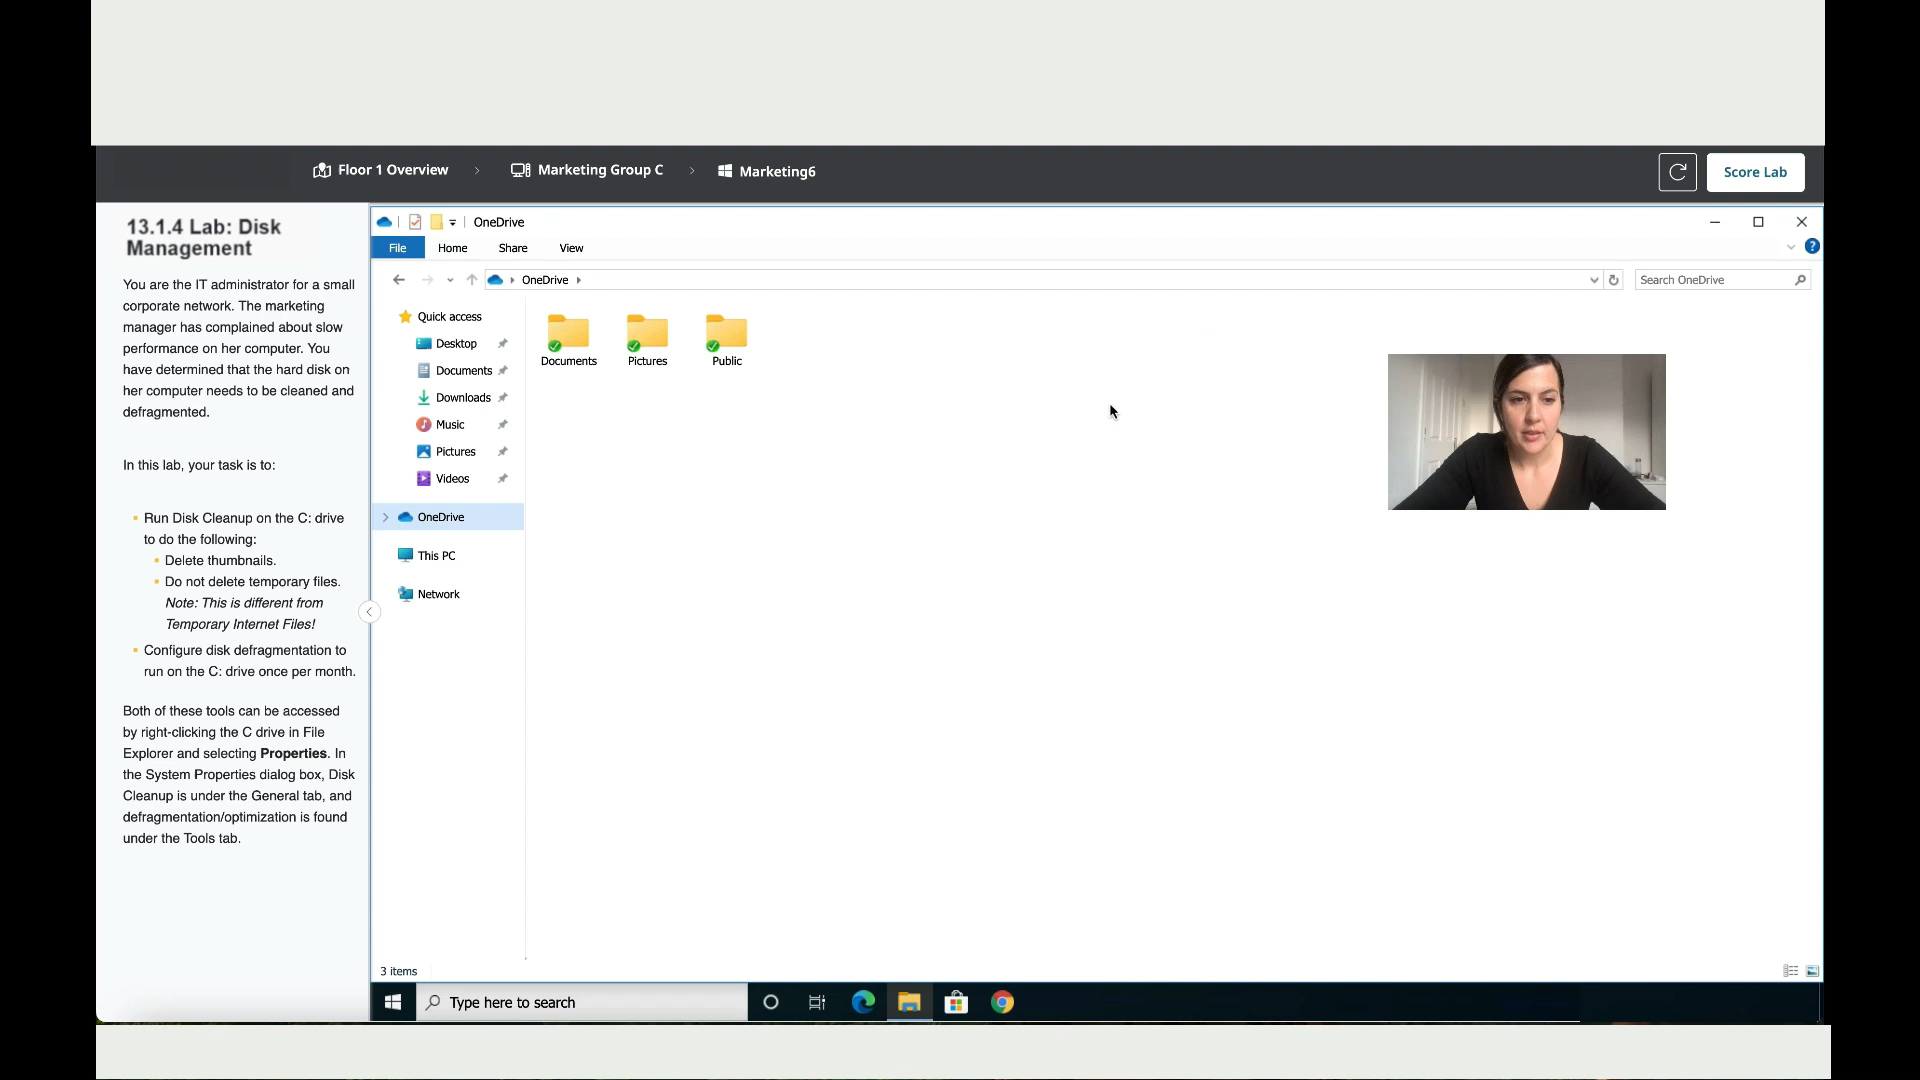 Floor 1 Overview
Marketing Group C
Marketing6
Score Lab
13.1.4 Lab: Disk
Management
You are the IT administrator for a small
corporate network. The marketing
manager has complained about slow
performance on her computer. You
have determined that the hard disk on
her computer needs to be cleaned and
defragmented.
In this lab, your task is to:
Run Disk Cleanup on the C: drive
to do the following:
Delete thumbnails.
Do not delete temporary files.
Note: This is different from
Temporary Internet Files!
Configure disk defragmentation to
run on the C: drive once per month.
Both of these tools can be accessed
by right-clicking the C drive in File
Explorer and selecting Properties. In
the System Properties dialog box, Disk
Cleanup is under the General tab, and
defragmentation/optimization is found
under the Tools tab.
OneDrive
File Home Share View
?
OneDrive
Search OneDrive
Quick access
Desktop
Documents
Downloads
Music
Pictures
Videos
OneDrive
This PC
Network
Documents
Pictures
Public
3 items
Type here to search